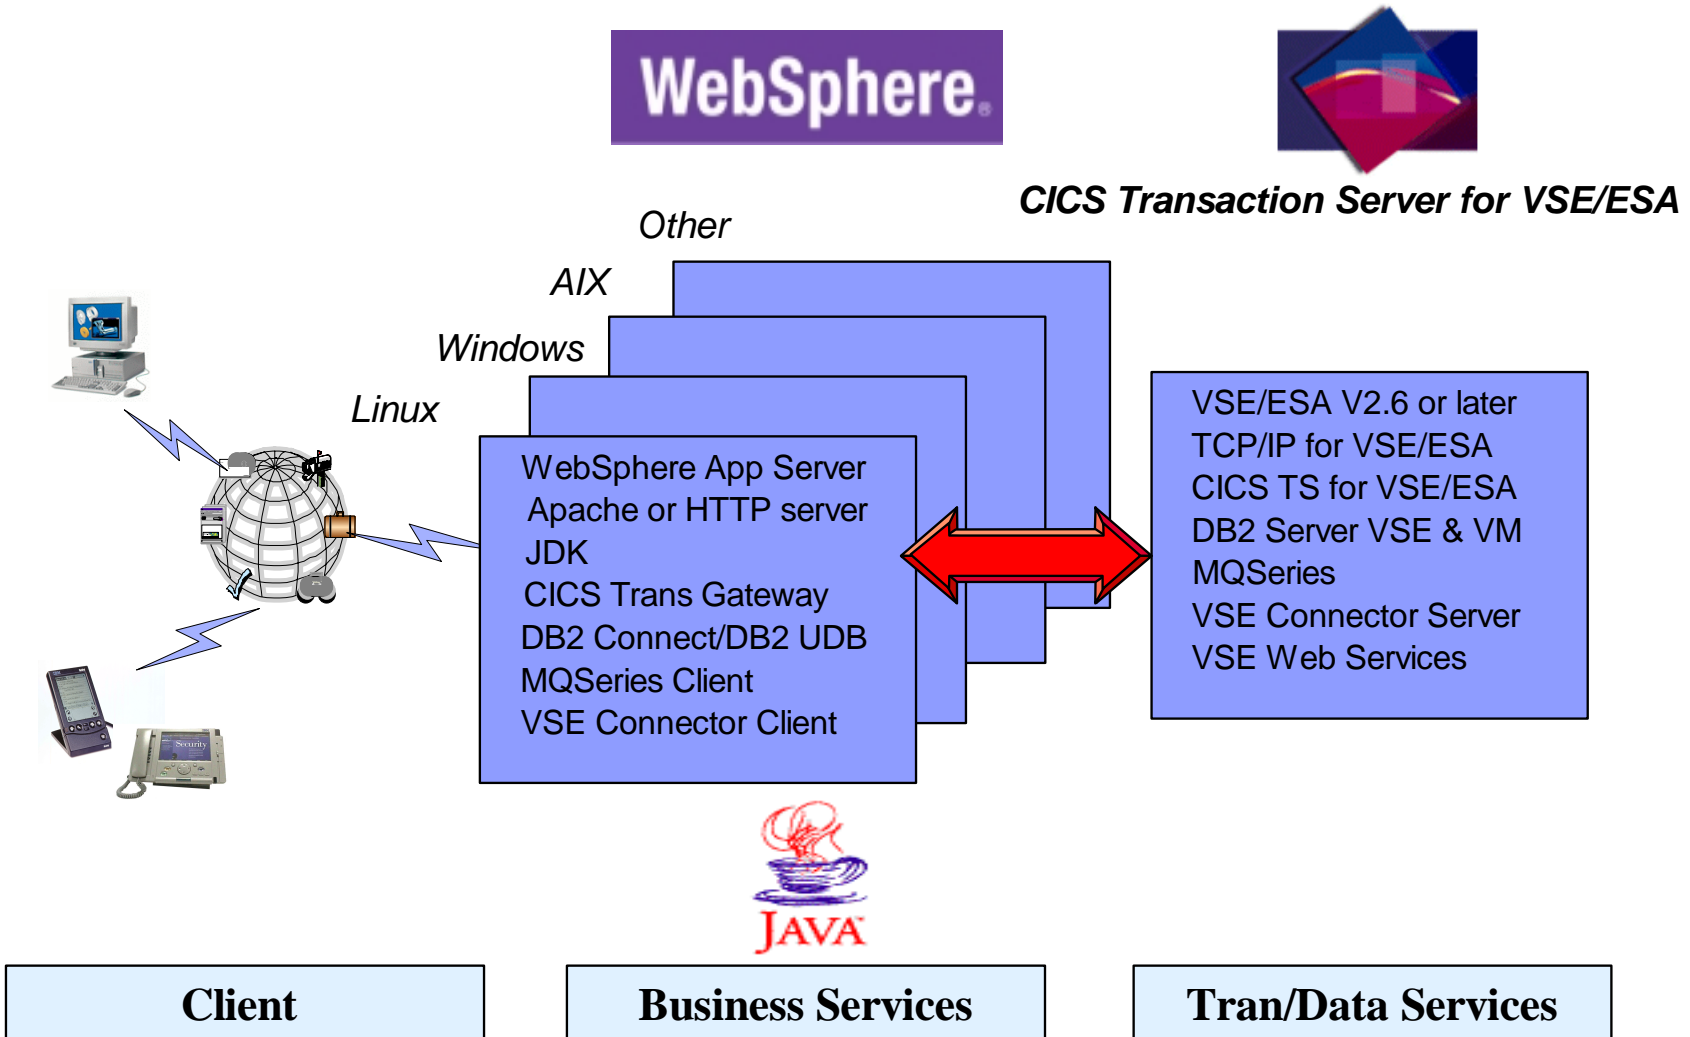 WebSphere®
CICS Transaction Server for VSE/ESA
Other
AIX
Windows
Linux
WebSphere App Server
Apache or HTTP server
JDK
CICS Trans Gateway
DB2 Connect/DB2 UDB
MQSeries Client
VSE Connector Client
VSE/ESA V2.6 or later
TCP/IP for VSE/ESA
CICS TS for VSE/ESA
DB2 Server VSE & VM
MQSeries
VSE Connector Server
VSE Web Services
Security
JAVA
Client
Business Services
Tran/Data Services